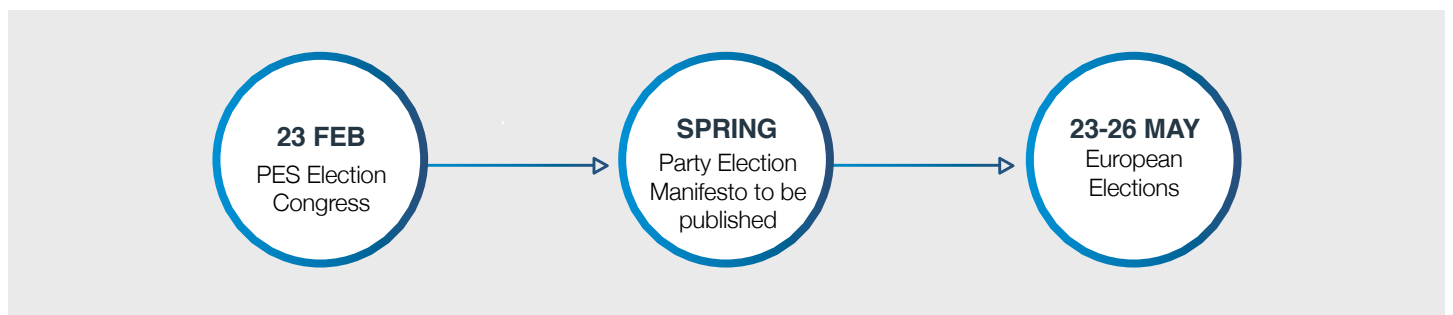 23 FEB
PES Election
Congress
SPRING
Party Election
Manifesto to be
published
23-26 MAY
European
Elections